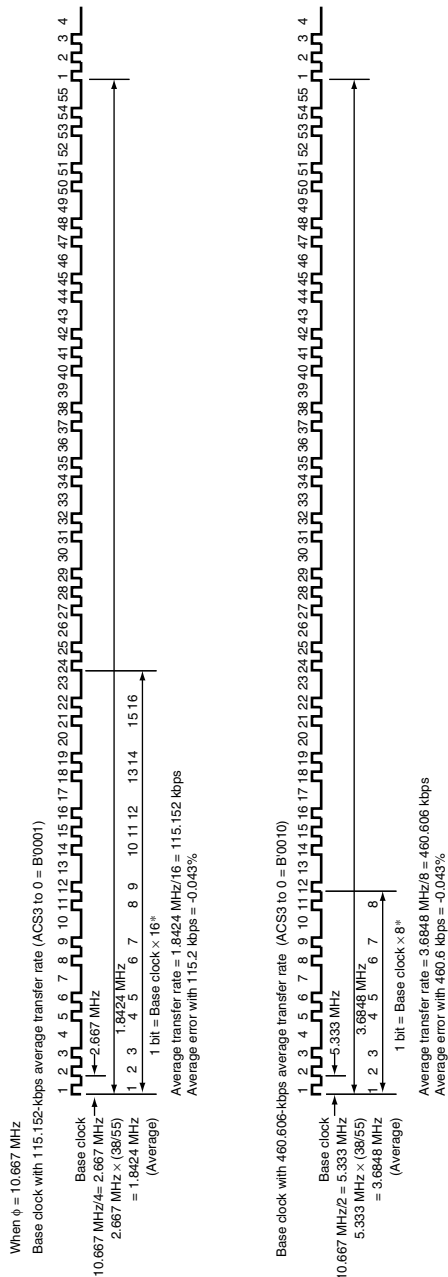 When ϕ = 10.667 MHz
Base clock with 115.152-kbps average transfer rate (ACS3 to 0 = B'0001)
1 2 3 4 5 6 7 8 9 10 11 12 13 14 15 16 17 18 19 20 21 22 23 24 25 26 27 28 29 30 31 32 33 34 35 36 37 38 39 40 41 42 43 44 45 46 47 48 49 50 51 52 53 54 55 1 2 3 4
Base clock
10.667 MHz/4= 2.667 MHz
2.667 MHz
2.667 MHz × (38/55)
= 1.8424 MHz
(Average)
1.8424 MHz
1 2 3 4 5 6 7 8 9 10 11 12 13 14 15 16
1 bit = Base clock × 16*
Average transfer rate = 1.8424 MHz/16 = 115.152 kbps
Average error with 115.2 kbps = -0.043%
Base clock with 460.606-kbps average transfer rate (ACS3 to 0 = B'0010)
1 2 3 4 5 6 7 8 9 10 11 12 13 14 15 16 17 18 19 20 21 22 23 24 25 26 27 28 29 30 31 32 33 34 35 36 37 38 39 40 41 42 43 44 45 46 47 48 49 50 51 52 53 54 55 1 2 3 4
Base clock
10.667 MHz/2 = 5.333 MHz
5.333 MHz
5.333 MHz × (38/55)
= 3.6848 MHz
(Average)
3.6848 MHz
1 2 3 4 5 6 7 8
1 bit = Base clock × 8*
Average transfer rate = 3.6848 MHz/8 = 460.606 kbps
Average error with 460.6 kbps = -0.043%